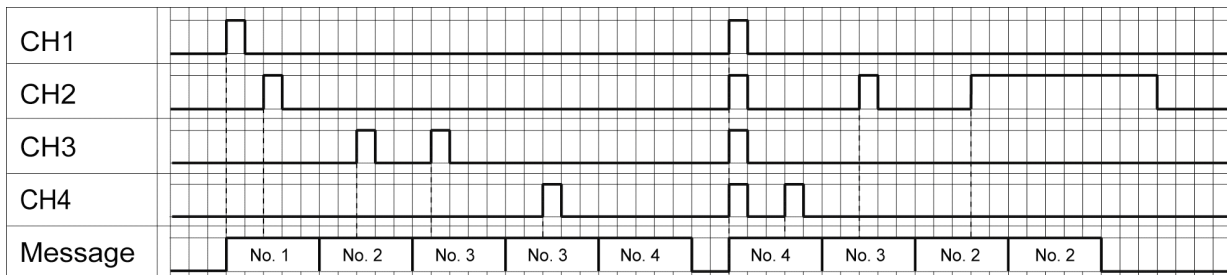 CH1
CH2
CH3
CH4
Message No. 1 No. 2 No. 3 No. 3 No. 4 No. 4 No. 3 No. 2 No. 2